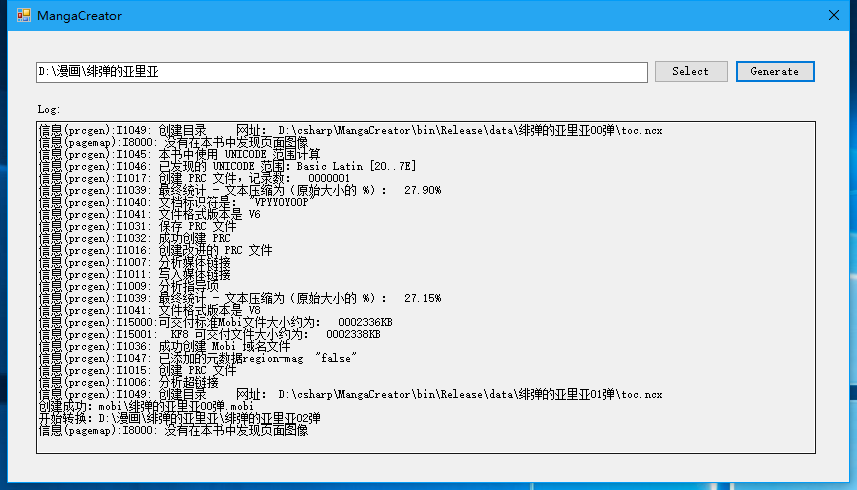 MangaCreator
D:\漫画\绯弹的亚里亚
Select
Generate
Log:
信息(prcgen):I1049: 创建目录    网址: D:\csharp\MangaCreator\bin\Release\data\绯弹的亚里亚00弹\toc.ncx
信息(pagemap):I8000: 没有在本书中发现页面图像
信息(prcgen):I1045: 本书中使用 UNICODE 范围计算
信息(prcgen):I1046: 已发现的 UNICODE 范围: Basic Latin [20..7E]
信息(prcgen):I1017: 创建 PRC 文件，记录数:  0000001
信息(prcgen):I1039: 最终统计 - 文本压缩为 (原始大小的 %) :  27.90%
信息(prcgen):I1040: 文档标识符是: "VPYYOYOOP"
信息(prcgen):I1041: 文件格式版本是 V6
信息(prcgen):I1031: 保存 PRC 文件
信息(prcgen):I1032: 成功创建 PRC
信息(prcgen):I1016: 创建改进的 PRC 文件
信息(prcgen):I1007: 分析媒体链接
信息(prcgen):I1011: 写入媒体链接
信息(prcgen):I1009: 分析指导项
信息(prcgen):I1039: 最终统计 - 文本压缩为 (原始大小的 %) :  27.15%
信息(prcgen):I1041: 文件格式版本是 V8
信息(prcgen):I15000:可交付标准Mobi文件大小约为:  0002336KB
信息(prcgen):I15001:  KF8 可交付文件大小约为:  0002338KB
信息(prcgen):I1036: 成功创建 Mobi 域名文件
信息(prcgen):I1047: 已添加的元数据region-mag  "false"
信息(prcgen):I1015: 创建 PRC 文件
信息(prcgen):I1006: 分析超链接
信息(prcgen):I1049: 创建目录    网址: D:\csharp\MangaCreator\bin\Release\data\绯弹的亚里亚01弹\toc.ncx
创建成功: mobi\绯弹的亚里亚00弹.mobi
开始转换: D:\漫画\绯弹的亚里亚\绯弹的亚里亚02弹
信息(pagemap):I8000: 没有在本书中发现页面图像